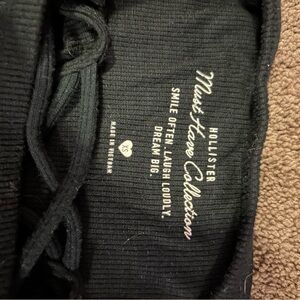 HOLLISTER
Must Have Collection
SMILE OFTEN. LAUGH LOUDLY.
DREAM BIG.
MADE IN VIETNAM